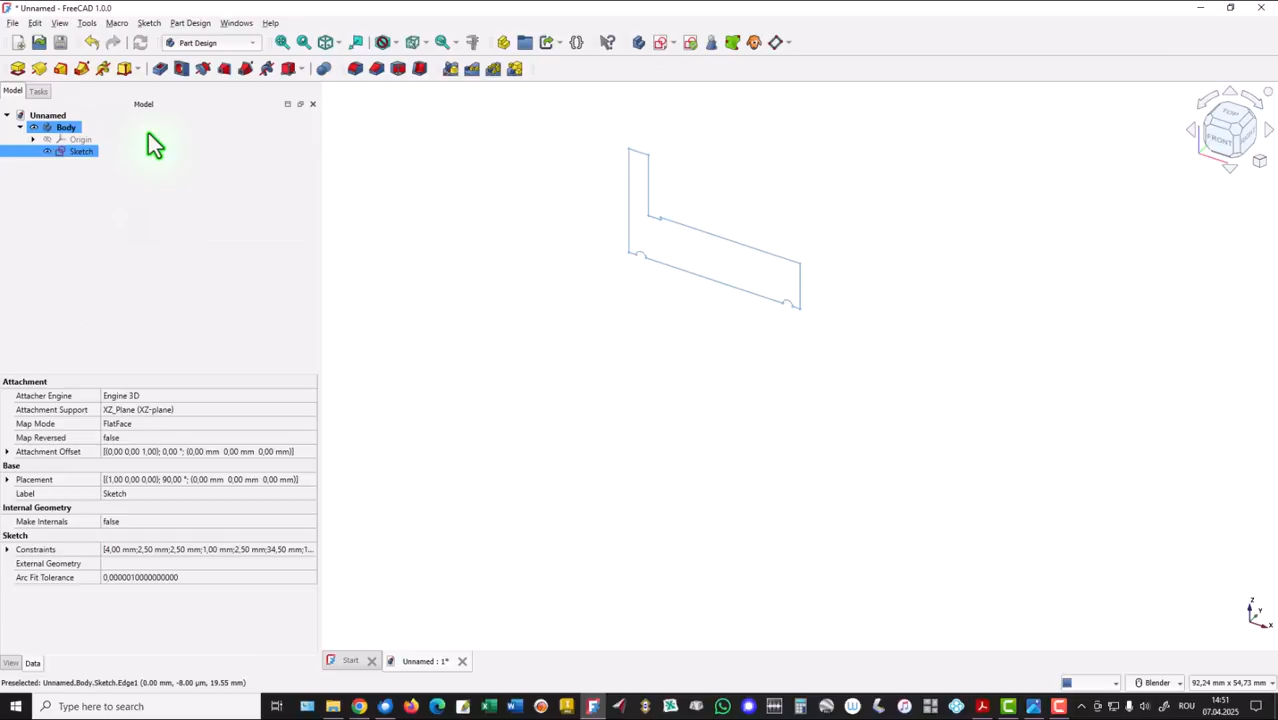 * Unnamed - FreeCAD 1.0.0
File Edit View Tools Macro Sketch Part Design Windows Help
Part Design
Model Tasks
Model
Unnamed
Body
Origin
Sketch
TOP
FRONT
RIGHT
Attachment
Attacher Engine Engine 3D
Attachment Support XZ_Plane (XZ-plane)
Map Mode FlatFace
Map Reversed false
Attachment Offset [(0,00 0,00 1,00); 0,00 °; (0,00 mm 0,00 mm 0,00 mm)]
Base
Placement [(1,00 0,00 0,00); 90,00 °; (0,00 mm 0,00 mm 0,00 mm)]
Label Sketch
Internal Geometry
Make Internals false
Sketch
Constraints [4,00 mm;2,50 mm;2,50 mm;1,00 mm;2,50 mm;34,50 mm;1...
External Geometry
Arc Fit Tolerance 0,0000010000000000
Z
Y
X
View Data
Start Unnamed : 1*
Preselected: Unnamed.Body.Sketch.Edge1 (0.00 mm, -8.00 µm, 19.55 mm)
Blender 92,24 mm x 54,73 mm
Type here to search
ROU
14:51
07.04.2025